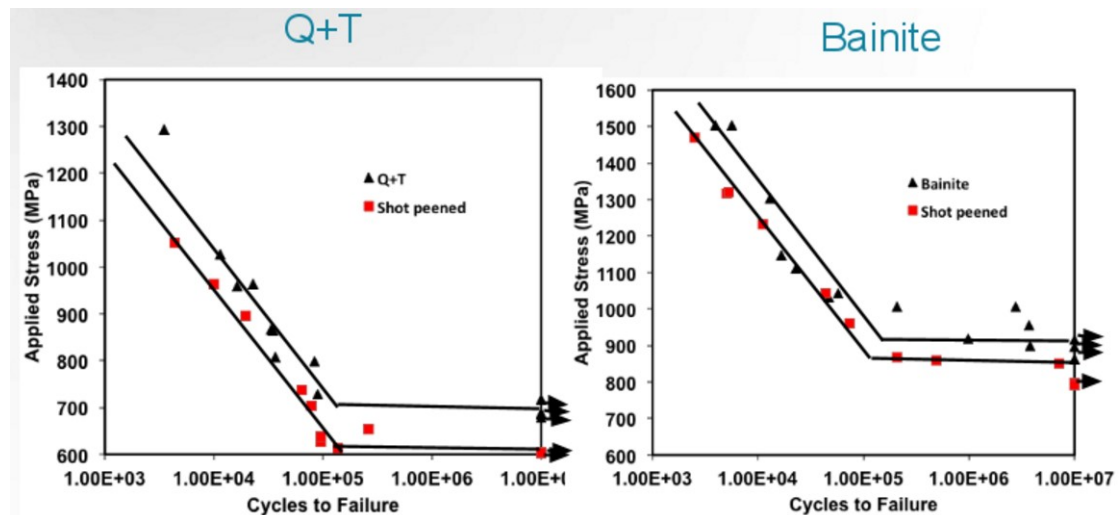 Q+T
1400
1300
1200
1100
1000
900
800
700
600
Applied Stress (MPa)
Q+T
Shot peened
1.00E+03 1.00E+04 1.00E+05 1.00E+06 1.00E+(
Cycles to Failure
Bainite
1600
1500
1400
1300
1200
1100
1000
900
800
700
600
Applied Stress (MPa)
Bainite
Shot peened
1.00E+03 1.00E+04 1.00E+05 1.00E+06 1.00E+07
Cycles to Failure